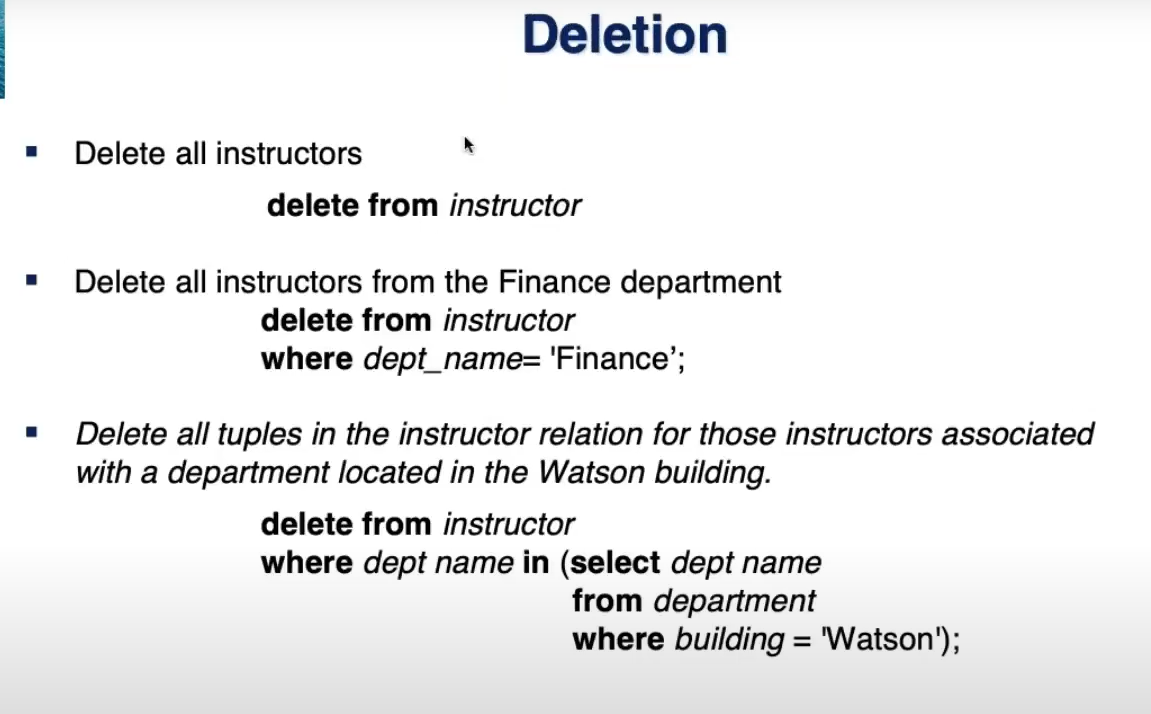 Deletion
▪ Delete all instructors
delete from instructor
▪ Delete all instructors from the Finance department
delete from instructor
where dept_name= 'Finance’;
▪ Delete all tuples in the instructor relation for those instructors associated
with a department located in the Watson building.
delete from instructor
where dept name in (select dept name
from department
where building = 'Watson');